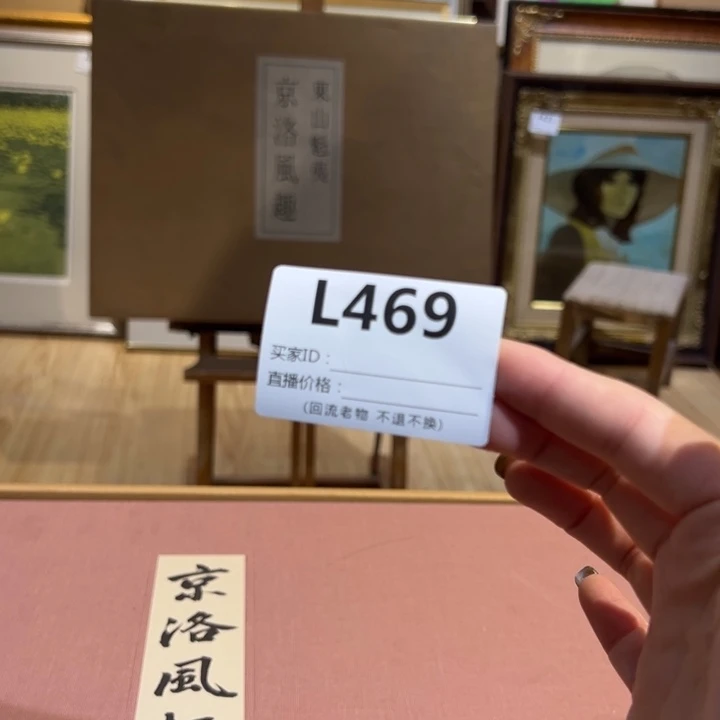 東山魁夷
京洛風趣
L469
买家ID：
直播价格：
（回流老物 不退不换）
京洛風